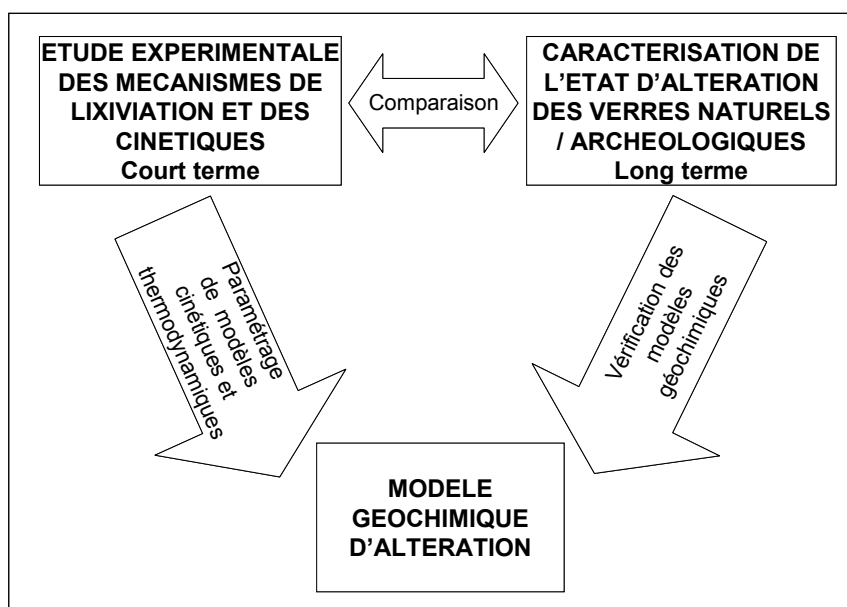 ETUDE EXPERIMENTALE
DES MECANISMES DE
LIXIVIATION ET DES
CINETIQUES
Court terme
Comparaison
CARACTERISATION DE
L'ETAT D'ALTERATION
DES VERRES NATURELS
/ ARCHEOLOGIQUES
Long terme
Paramétrage
de modèles
cinétiques et
thermodynamiques
Vérification des
modèles
géochimiques
MODELE
GEOCHIMIQUE
D'ALTERATION